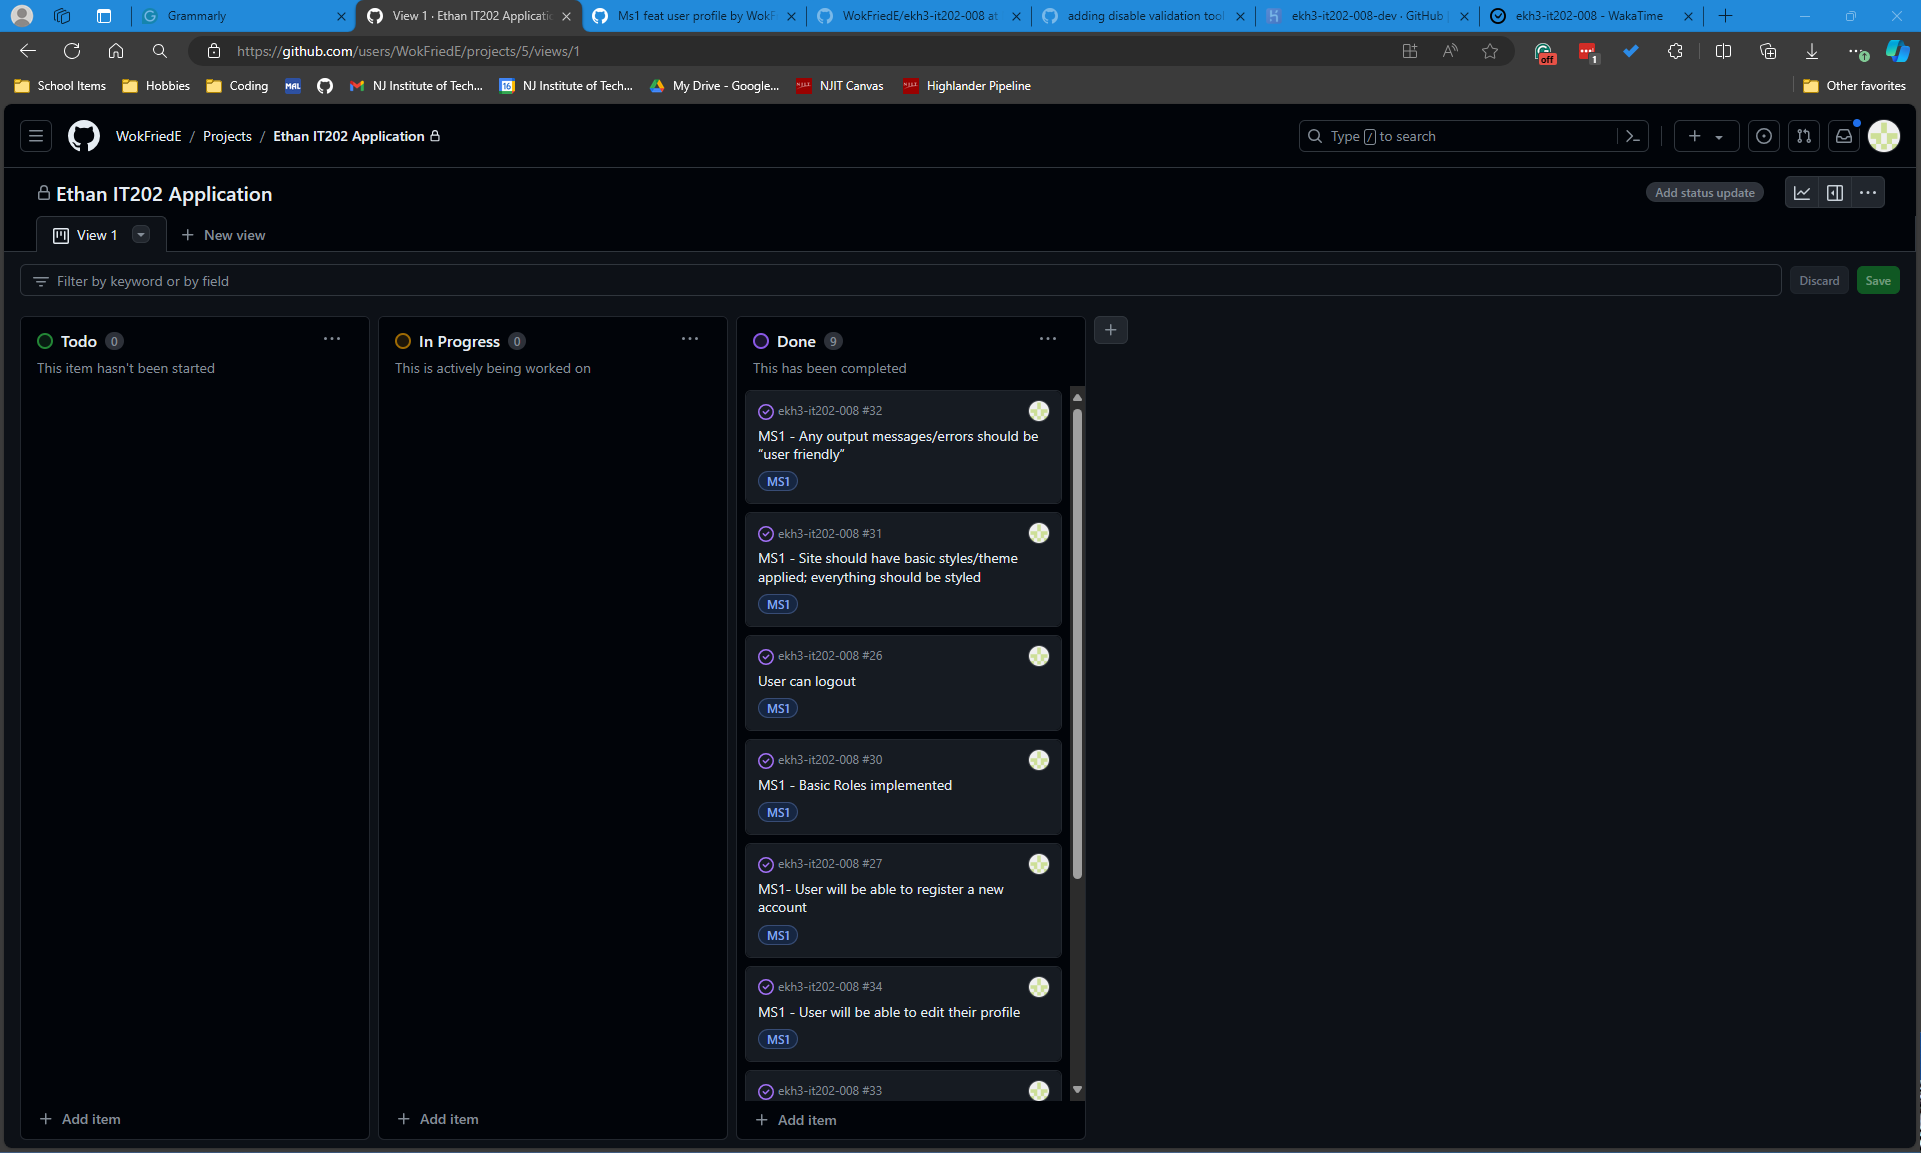 Grammarly
View 1 · Ethan IT202 Applicatio
Ms1 feat user profile by WokF
WokFriedE/ekh3-it202-008 at
adding disable validation tool
ekh3-it202-008-dev · GitHub
ekh3-it202-008 - WakaTime
https://github.com/users/WokFriedE/projects/5/views/1
off
1
School Items
Hobbies
Coding
MAL
NJ Institute of Tech...
16
NJ Institute of Tech...
My Drive - Google...
NJIT Canvas
Highlander Pipeline
Other favorites
WokFriedE / Projects / Ethan IT202 Application
Type / to search
Ethan IT202 Application
Add status update
View 1
New view
Filter by keyword or by field
Discard
Save
Todo 0
This item hasn't been started
Add item
In Progress 0
This is actively being worked on
Add item
Done 9
This has been completed
ekh3-it202-008 #32
MS1 - Any output messages/errors should be
“user friendly”
MS1
ekh3-it202-008 #31
MS1 - Site should have basic styles/theme
applied; everything should be styled
MS1
ekh3-it202-008 #26
User can logout
MS1
ekh3-it202-008 #30
MS1 - Basic Roles implemented
MS1
ekh3-it202-008 #27
MS1- User will be able to register a new
account
MS1
ekh3-it202-008 #34
MS1 - User will be able to edit their profile
MS1
ekh3-it202-008 #33
Add item